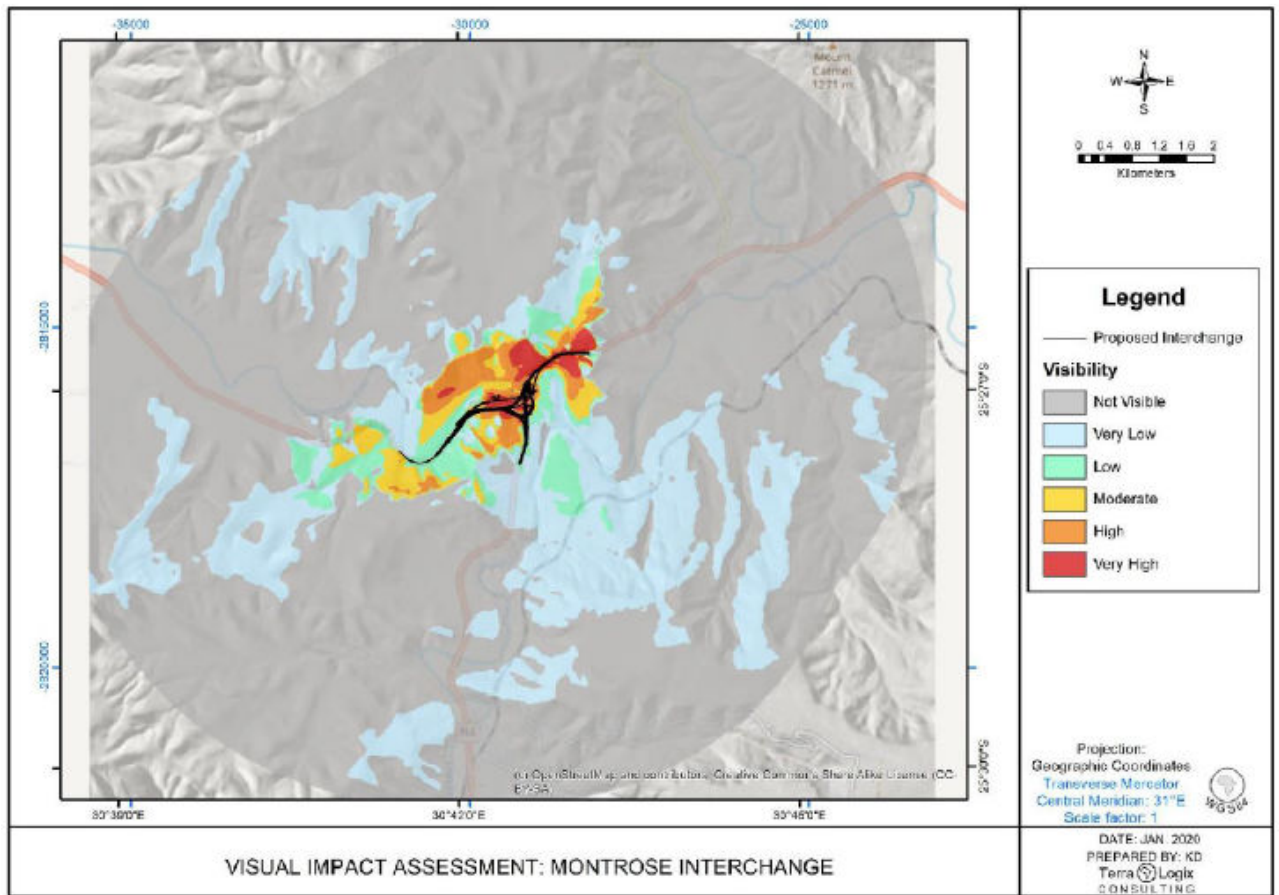 -35000
-30000
-25000
Mount
Carmel
1271 m
N
W E
S
0 0.4 0.8 1.2 1.6 2
Kilometers
-2815000
25°27'0"S
Legend
Proposed Interchange
Visibility
Not Visible
Very Low
Low
Moderate
High
Very High
-2820000
25°30'0"S
(c) OpenStreetMap and contributors, Creative Commons-Share Alike License (CC-
BY-SA)
30°39'0"E
30°42'0"E
30°45'0"E
Projection:
Geographic Coordinates
Transverse Mercator
Central Meridian: 31°E
Scale factor: 1
WGS84
VISUAL IMPACT ASSESSMENT: MONTROSE INTERCHANGE
DATE: JAN. 2020
PREPARED BY: KD
Terra Logix
CONSULTING